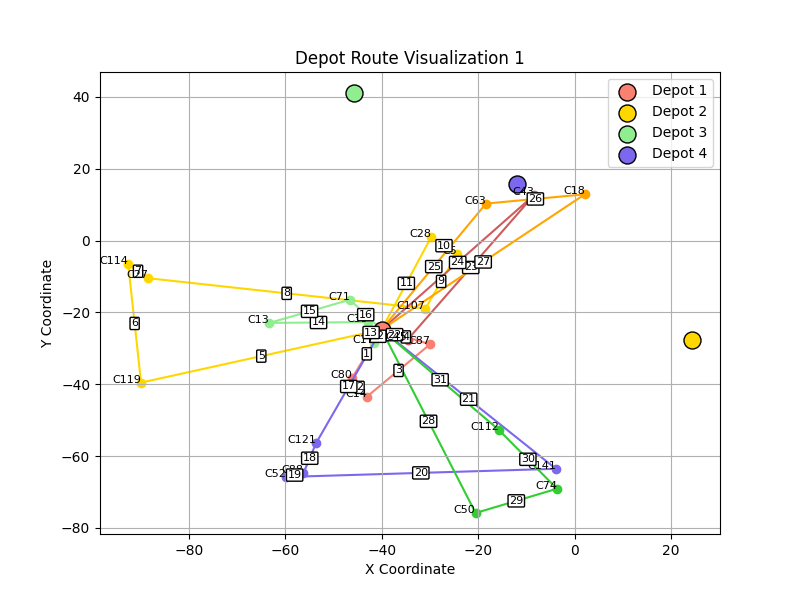 Depot Route Visualization 1
Depot 1
Depot 2
Depot 3
Depot 4
40
20
0
−20
−40
−60
−80
Y Coordinate
−80
−60
−40
−20
0
20
X Coordinate
C43
C18
26
C63
C28
10
24
23
27
25
C114
7
11
9
8
C107
C71
15
16
C13
14
6
13
C87
1
5
3
C80
31
C119
17
2
21
28
C112
C121
18
30
C141
C52
19
20
C74
29
C50